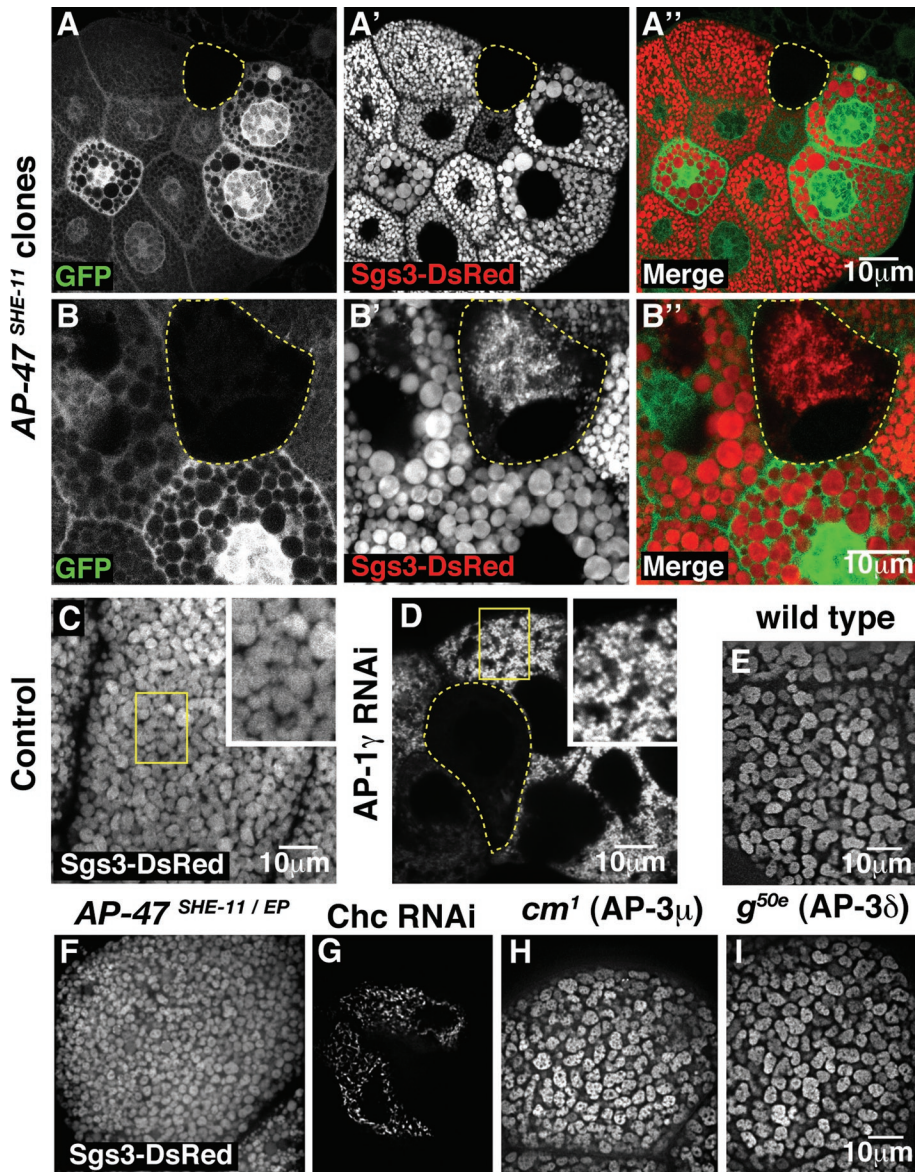 A
A'
A''
AP-47 SHE-11 clones
GFP
Sgs3-DsRed
Merge
10μm
B
B'
B''
GFP
Sgs3-DsRed
Merge
10μm
Control
C
Sgs3-DsRed
10μm
AP-1γ RNAi
D
10μm
wild type
E
10μm
AP-47 SHE-11 / EP
Chc RNAi
cm1 (AP-3μ)
g50e (AP-3δ)
F
Sgs3-DsRed
G
H
I
10μm